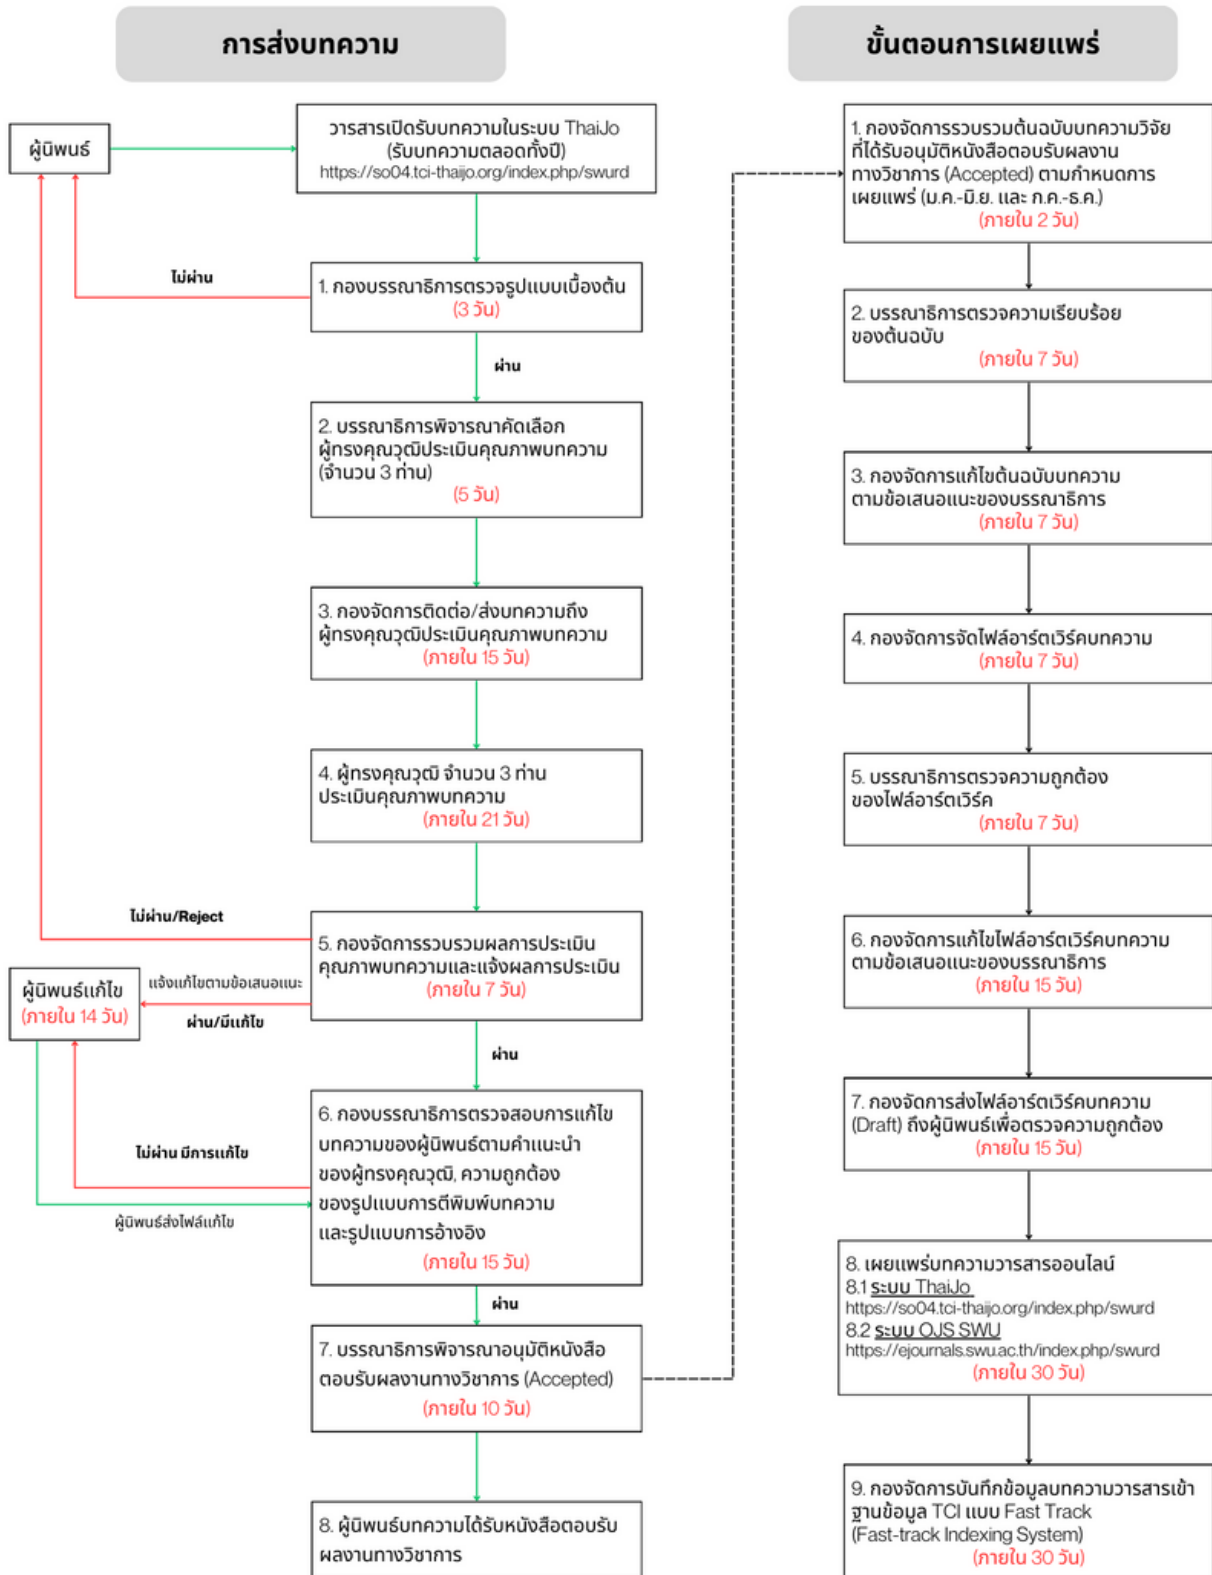 การส่งบทความ
ผู้นิพนธ์
วารสารเปิดรับบทความในระบบ ThaiJo
(รับบทความตลอดทั้งปี)
https://so04.tci-thaijo.org/index.php/swurd
ไม่ผ่าน
1. กองบรรณาธิการตรวจรูปแบบเบื้องต้น
(3 วัน)
ผ่าน
2. บรรณาธิการพิจารณาคัดเลือก
ผู้ทรงคุณวุฒิประเมินคุณภาพบทความ
(จำนวน 3 ท่าน)
(5 วัน)
3. กองจัดการติดต่อ/ส่งบทความถึง
ผู้ทรงคุณวุฒิประเมินคุณภาพบทความ
(ภายใน 15 วัน)
4. ผู้ทรงคุณวุฒิ จำนวน 3 ท่าน
ประเมินคุณภาพบทความ
(ภายใน 21 วัน)
ไม่ผ่าน/Reject
5. กองจัดการรวบรวมผลการประเมิน
คุณภาพบทความและแจ้งผลการประเมิน
(ภายใน 7 วัน)
ผู้นิพนธ์แก้ไข
(ภายใน 14 วัน)
แจ้งแก้ไขตามข้อเสนอแนะ
ผ่าน/มีแก้ไข
ผ่าน
6. กองบรรณาธิการตรวจสอบการแก้ไข
บทความของผู้นิพนธ์ตามคำแนะนำ
ของผู้ทรงคุณวุฒิ, ความถูกต้อง
ของรูปแบบการตีพิมพ์บทความ
และรูปแบบการอ้างอิง
(ภายใน 15 วัน)
ไม่ผ่าน มีการแก้ไข
ผู้นิพนธ์ส่งไฟล์แก้ไข
ผ่าน
7. บรรณาธิการพิจารณาอนุมัติหนังสือ
ตอบรับผลงานทางวิชาการ (Accepted)
(ภายใน 10 วัน)
8. ผู้นิพนธ์บทความได้รับหนังสือตอบรับ
ผลงานทางวิชาการ
ขั้นตอนการเผยแพร่
1. กองจัดการรวบรวมต้นฉบับบทความวิจัย
ที่ได้รับอนุมัติหนังสือตอบรับผลงาน
ทางวิชาการ (Accepted) ตามกำหนดการ
เผยแพร่ (ม.ค.-มิ.ย. และ ก.ค.-ธ.ค.)
(ภายใน 2 วัน)
2. บรรณาธิการตรวจความเรียบร้อย
ของต้นฉบับ
(ภายใน 7 วัน)
3. กองจัดการแก้ไขต้นฉบับบทความ
ตามข้อเสนอแนะของบรรณาธิการ
(ภายใน 7 วัน)
4. กองจัดการจัดไฟล์อาร์ตเวิร์คบทความ
(ภายใน 7 วัน)
5. บรรณาธิการตรวจความถูกต้อง
ของไฟล์อาร์ตเวิร์ค
(ภายใน 7 วัน)
6. กองจัดการแก้ไขไฟล์อาร์ตเวิร์คบทความ
ตามข้อเสนอแนะของบรรณาธิการ
(ภายใน 15 วัน)
7. กองจัดการส่งไฟล์อาร์ตเวิร์คบทความ
(Draft) ถึงผู้นิพนธ์เพื่อตรวจความถูกต้อง
(ภายใน 15 วัน)
8. เผยแพร่บทความวารสารออนไลน์
8.1 ระบบ ThaiJo
https://so04.tci-thaijo.org/index.php/swurd
8.2 ระบบ OJS SWU
https://ejournals.swu.ac.th/index.php/swurd
(ภายใน 30 วัน)
9. กองจัดการบันทึกข้อมูลบทความวารสารเข้า
ฐานข้อมูล TCI แบบ Fast Track
(Fast-track Indexing System)
(ภายใน 30 วัน)